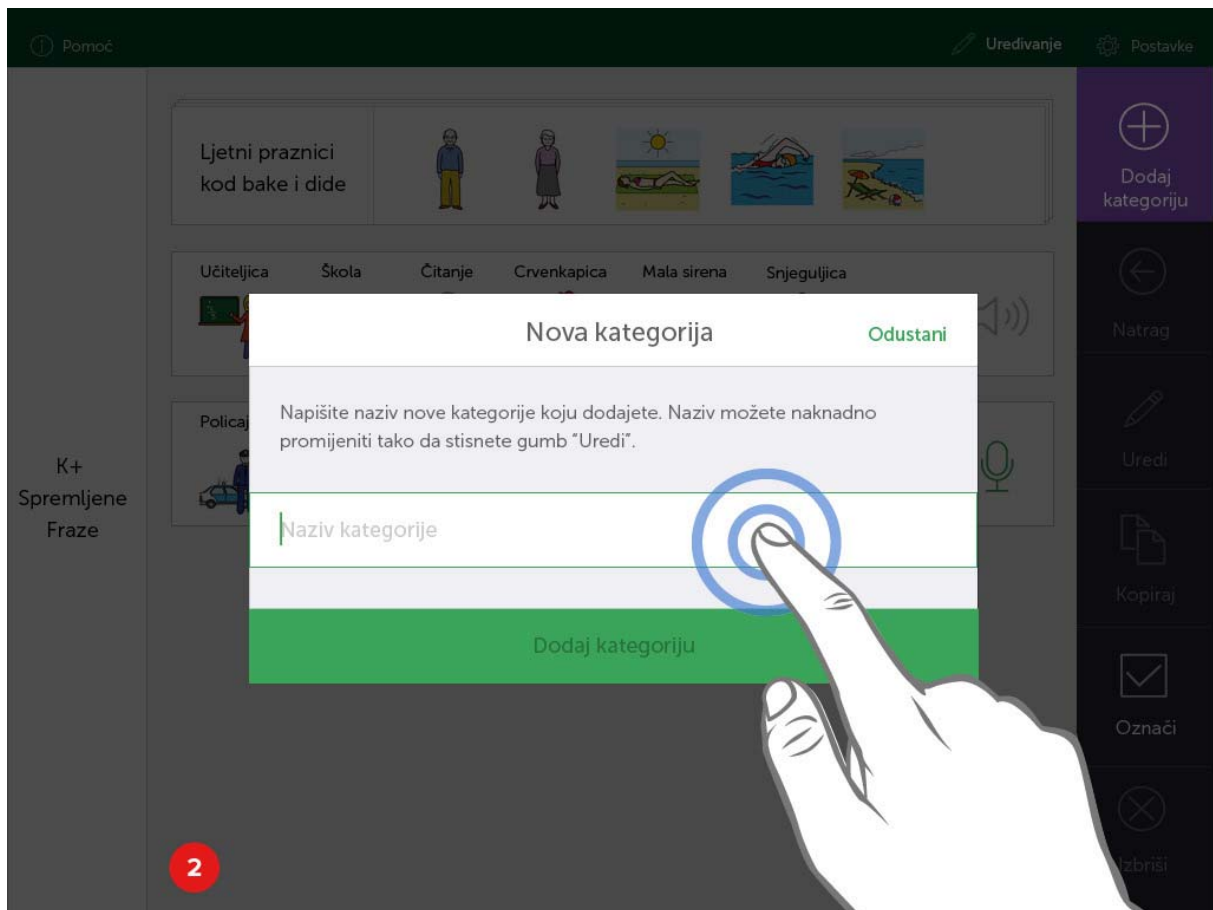 Pomoć
Uređivanje
Postavke
Ljetni praznici
kod bake i dide
Dodaj
kategoriju
Učiteljica Škola Čitanje Crvenkapica Mala sirena Snjeguljica
Natrag
Nova kategorija
Odustani
Napišite naziv nove kategorije koju dodajete. Naziv možete naknadno
promijeniti tako da stisnete gumb "Uredi".
Policaj
Uredi
K+
Spremljene
Fraze
Naziv kategorije
Kopiraj
Dodaj kategoriju
Označi
Izbriši
2